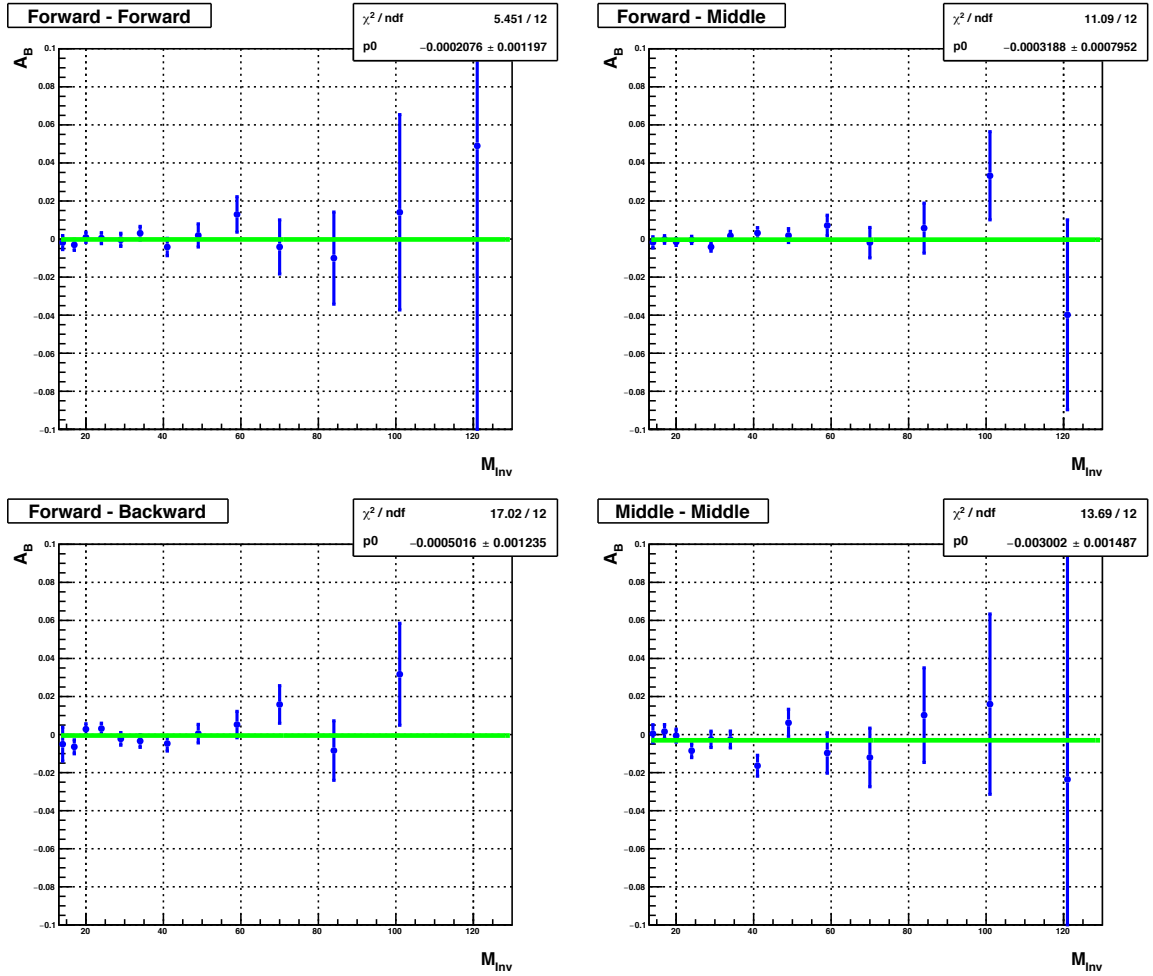 Forward - Forward
χ² / ndf 5.451 / 12
p0 −0.0002076 ± 0.001197
A_B
0.1
0.08
0.06
0.04
0.02
0
−0.02
−0.04
−0.06
−0.08
−0.1
20 40 60 80 100 120
M_Inv
Forward - Middle
χ² / ndf 11.09 / 12
p0 −0.0003188 ± 0.0007952
A_B
0.1
0.08
0.06
0.04
0.02
0
−0.02
−0.04
−0.06
−0.08
−0.1
20 40 60 80 100 120
M_Inv
Forward - Backward
χ² / ndf 17.02 / 12
p0 −0.0005016 ± 0.001235
A_B
0.1
0.08
0.06
0.04
0.02
0
−0.02
−0.04
−0.06
−0.08
−0.1
20 40 60 80 100 120
M_Inv
Middle - Middle
χ² / ndf 13.69 / 12
p0 −0.003002 ± 0.001487
A_B
0.1
0.08
0.06
0.04
0.02
0
−0.02
−0.04
−0.06
−0.08
−0.1
20 40 60 80 100 120
M_Inv